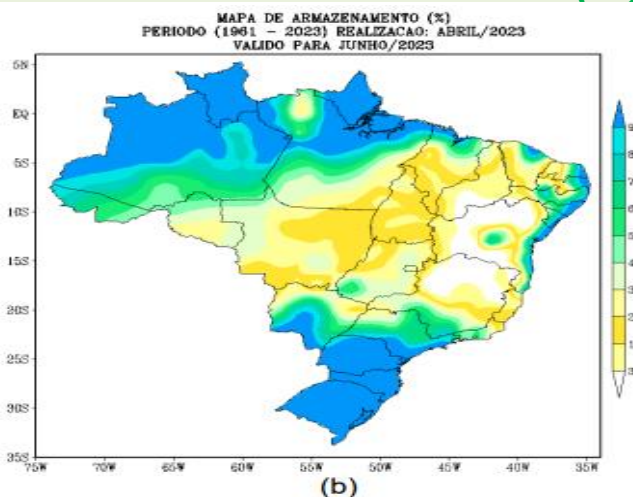 MAPA DE ARMAZENAMENTO (%)
PERIODO (1961 - 2023) REALIZACAO: ABRIL/2023
VALIDO PARA JUNHO/2023
5N
EQ
5S
10S
15S
20S
25S
30S
35S
75W
70W
65W
60W
55W
50W
45W
40W
35W
(b)